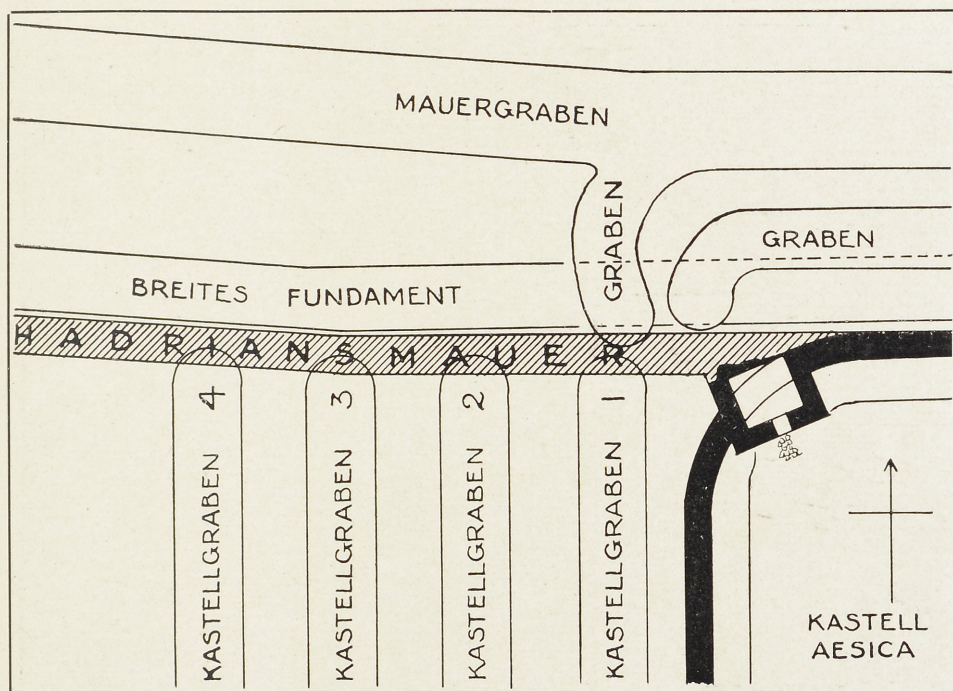 MAUERGRABEN
GRABEN
GRABEN
BREITES FUNDAMENT
HADRIANSMAUER
KASTELLGRABEN 4
KASTELLGRABEN 3
KASTELLGRABEN 2
KASTELLGRABEN 1
KASTELL
AESICA